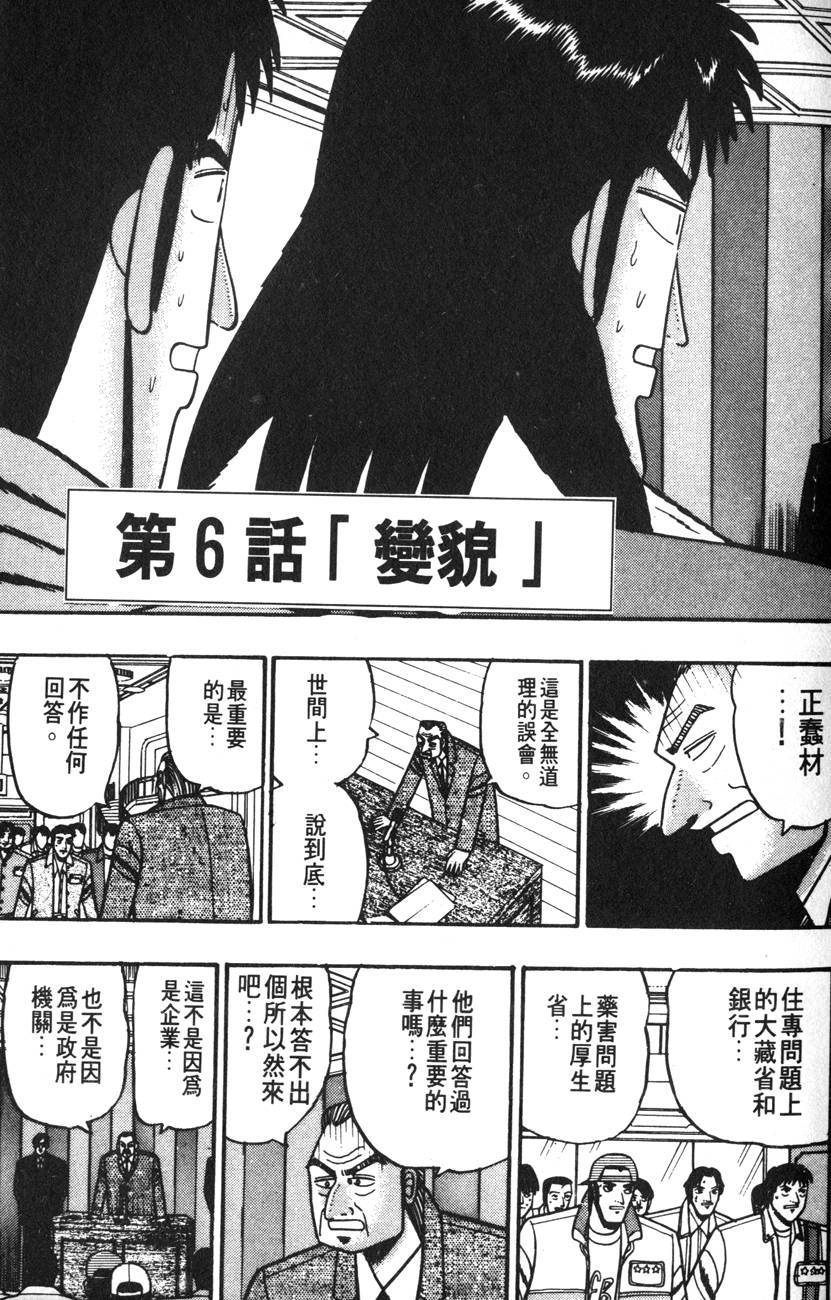 第6話「變貌」
正蠢材
…!
這是全無道
理的誤會。
世間上…
說到底…
最重要
的是…
不作任何
回答。
住專問題上
的大藏省和
銀行…
藥害問題
上的厚生
省…
他們回答過
什麼重要的
事嗎…?
根本答不出
個所以然來
吧…?
這不是因爲
是企業…
也不是因
爲是政府
機關…